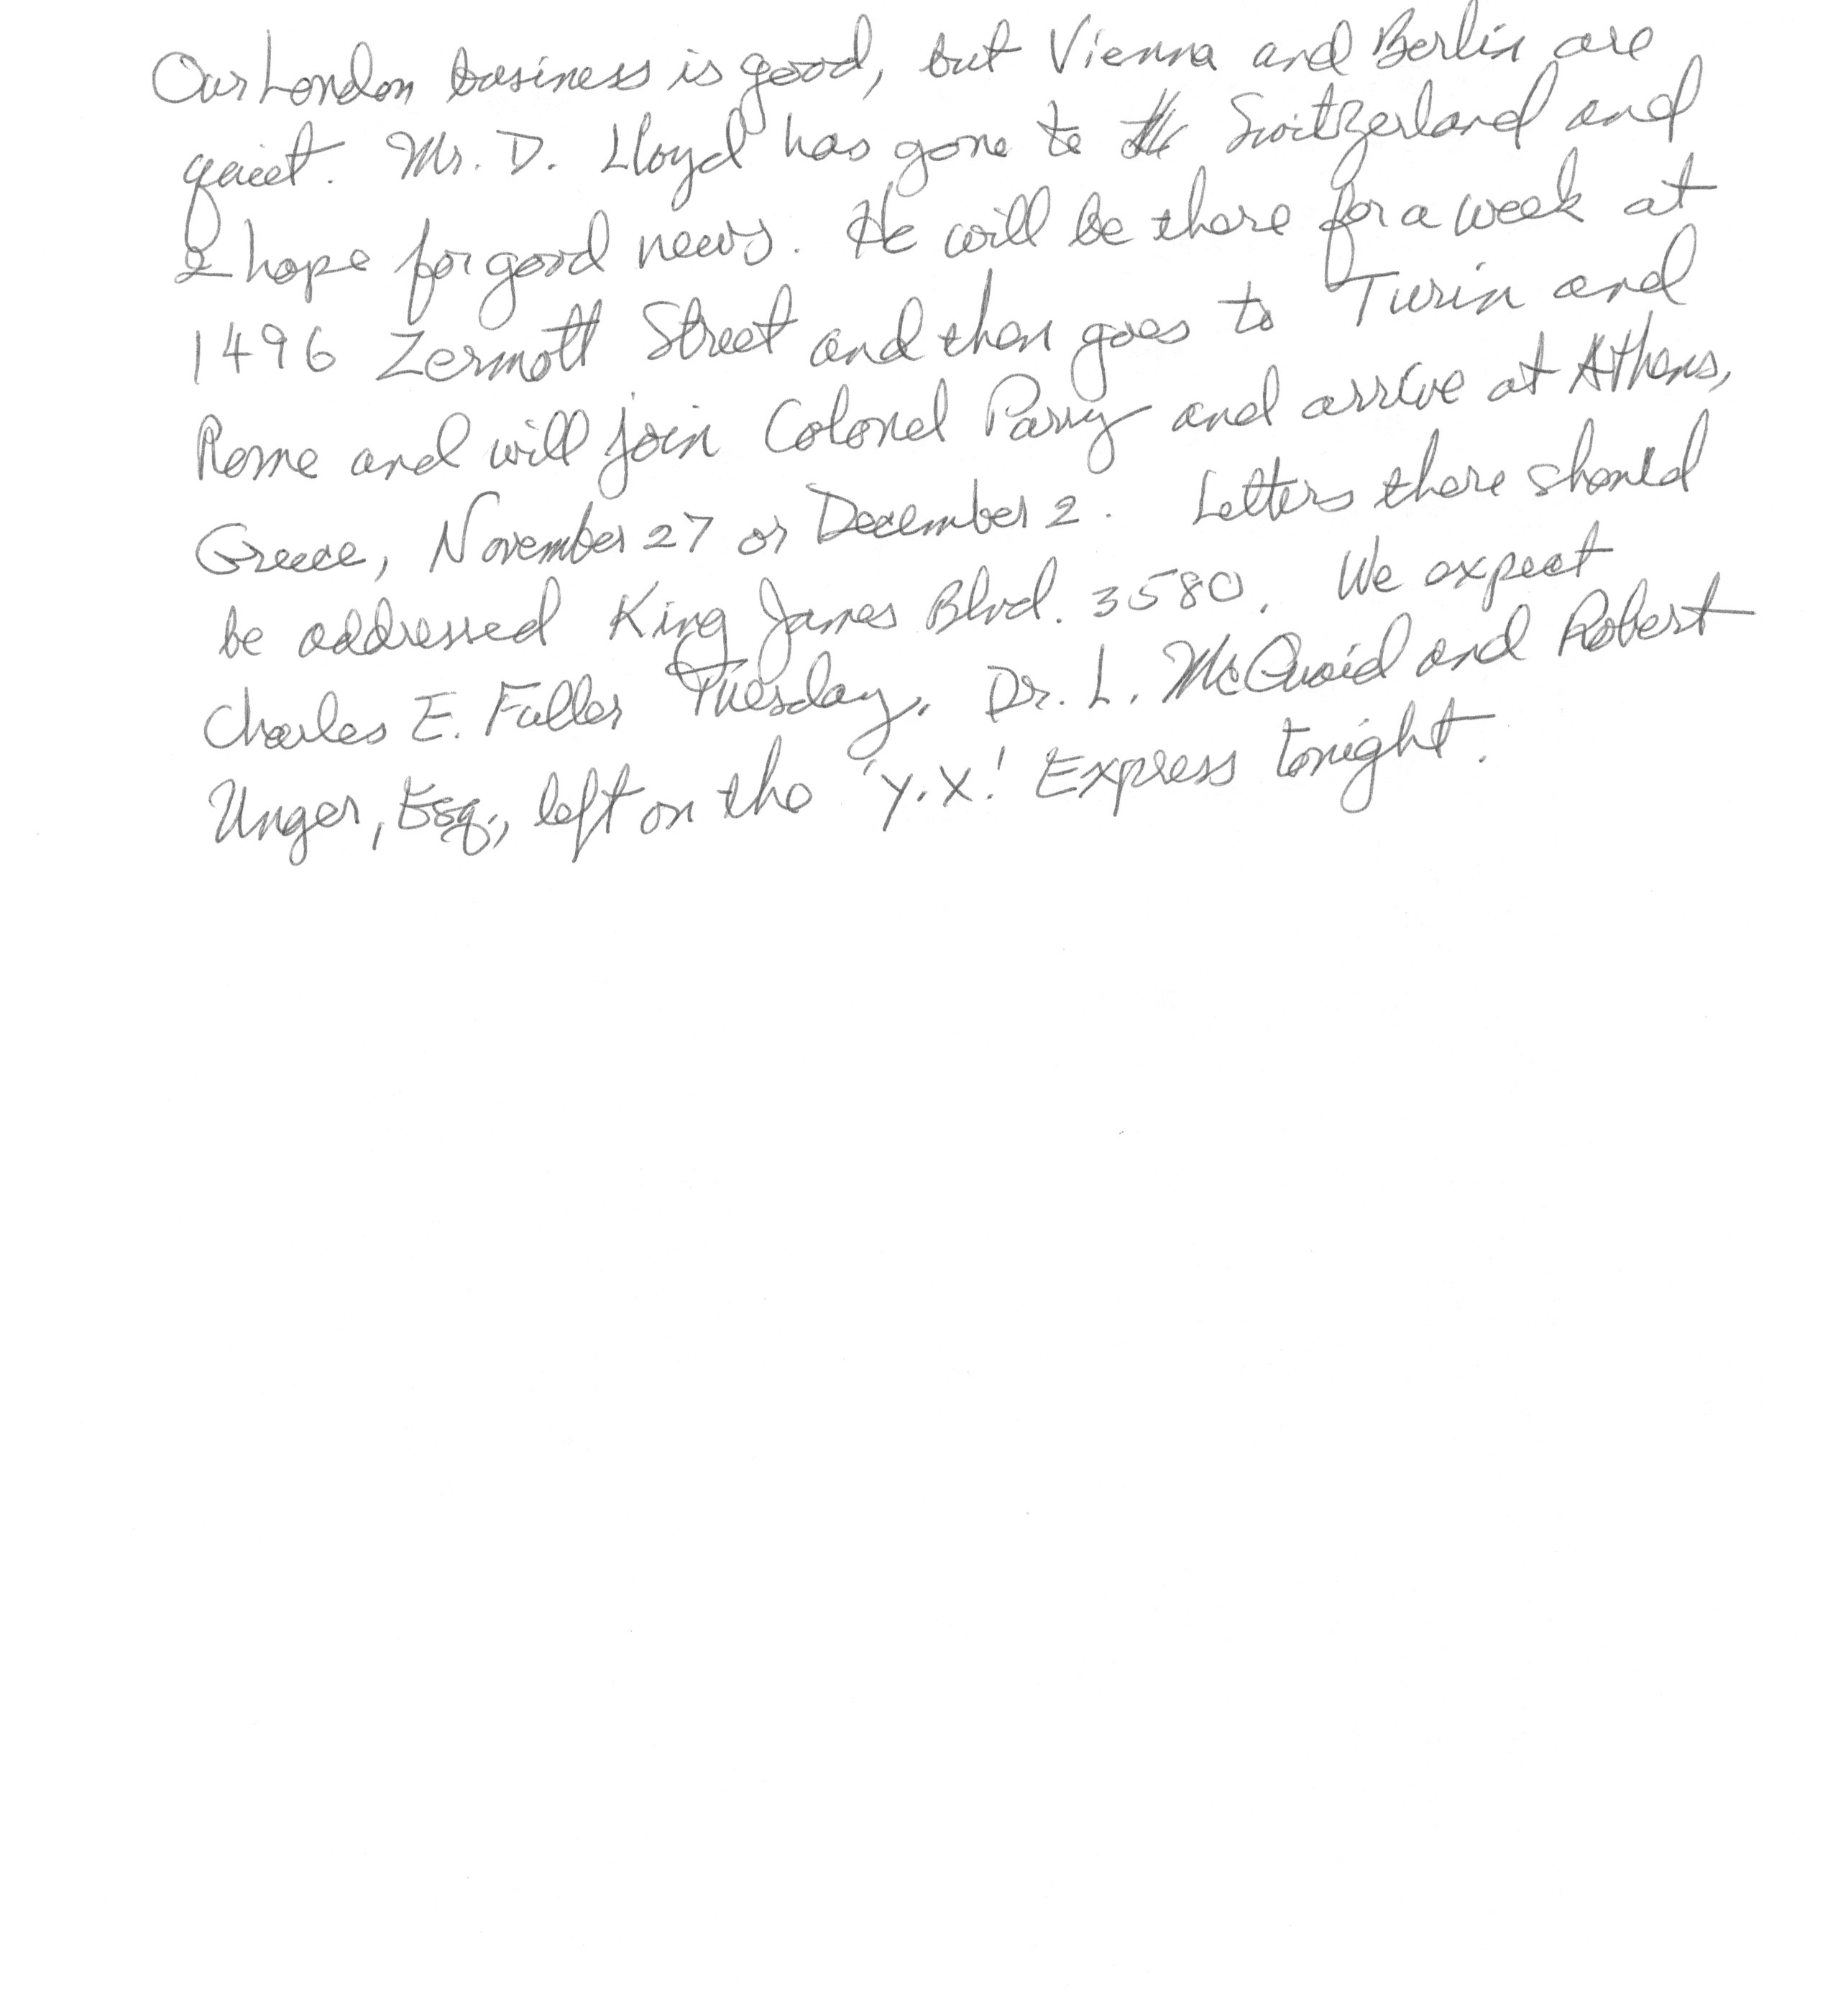 Our London business is good, but Vienna and Berlin are
quiet. Mr. D. Lloyd has gone to Switzerland and
I hope for good news. He will be there for a week at
1496 Zermott Street and then goes to Turin and
Rome and will join Colonel Parry and arrive at Athens,
Greece, November 27 or December 2. Letters there should
be addressed King James Blvd. 3580. We expect
Charles E. Fuller Tuesday. Dr. L. McQuaid and Robert
Unger, Esq., left on the 'Y.X.' Express tonight.